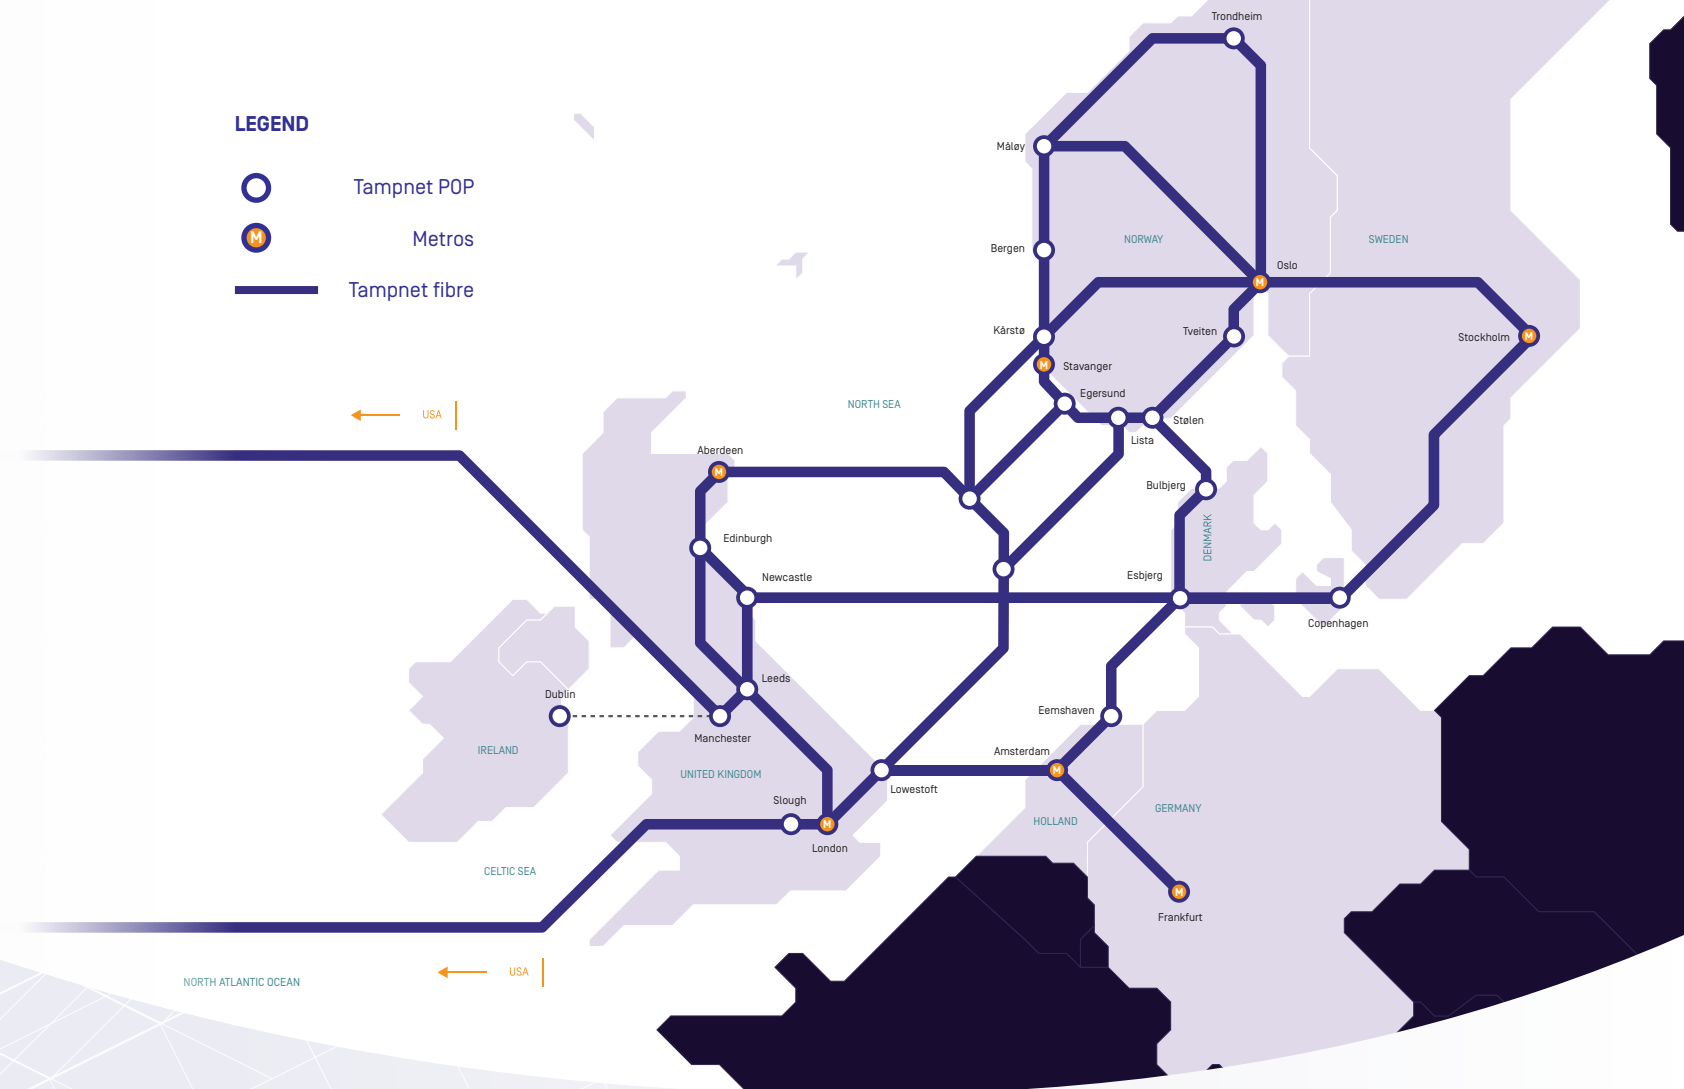 Trondheim
LEGEND
Måløy
Tampnet POP
M
Metros
NORWAY
SWEDEN
Bergen
Oslo
M
Tampnet fibre
Kårstø
Tveiten
Stockholm
M
M
Stavanger
Egersund
NORTH SEA
USA
Stølen
Lista
Aberdeen
M
Bulbjerg
DENMARK
Edinburgh
Newcastle
Esbjerg
Copenhagen
Leeds
Dublin
Eemshaven
Manchester
IRELAND
Amsterdam
M
UNITED KINGDOM
Lowestoft
Slough
M
HOLLAND
GERMANY
London
CELTIC SEA
M
Frankfurt
USA
NORTH ATLANTIC OCEAN